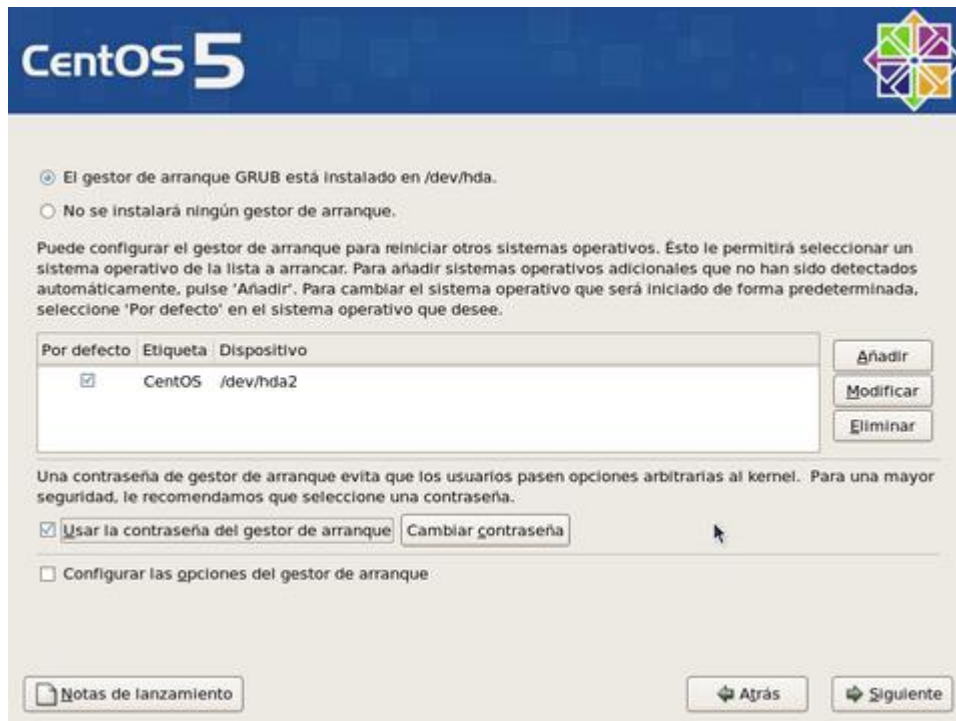 CentOS 5
El gestor de arranque GRUB está instalado en /dev/hda.
No se instalará ningún gestor de arranque.
Puede configurar el gestor de arranque para reiniciar otros sistemas operativos. Ésto le permitirá seleccionar un
sistema operativo de la lista a arrancar. Para añadir sistemas operativos adicionales que no han sido detectados
automáticamente, pulse 'Añadir'. Para cambiar el sistema operativo que será iniciado de forma predeterminada,
seleccione 'Por defecto' en el sistema operativo que desee.
Por defecto Etiqueta Dispositivo
CentOS /dev/hda2
Añadir
Modificar
Eliminar
Una contraseña de gestor de arranque evita que los usuarios pasen opciones arbitrarias al kernel. Para una mayor
seguridad, le recomendamos que seleccione una contraseña.
Usar la contraseña del gestor de arranque Cambiar contraseña
Configurar las opciones del gestor de arranque
Notas de lanzamiento Atrás Siguiente